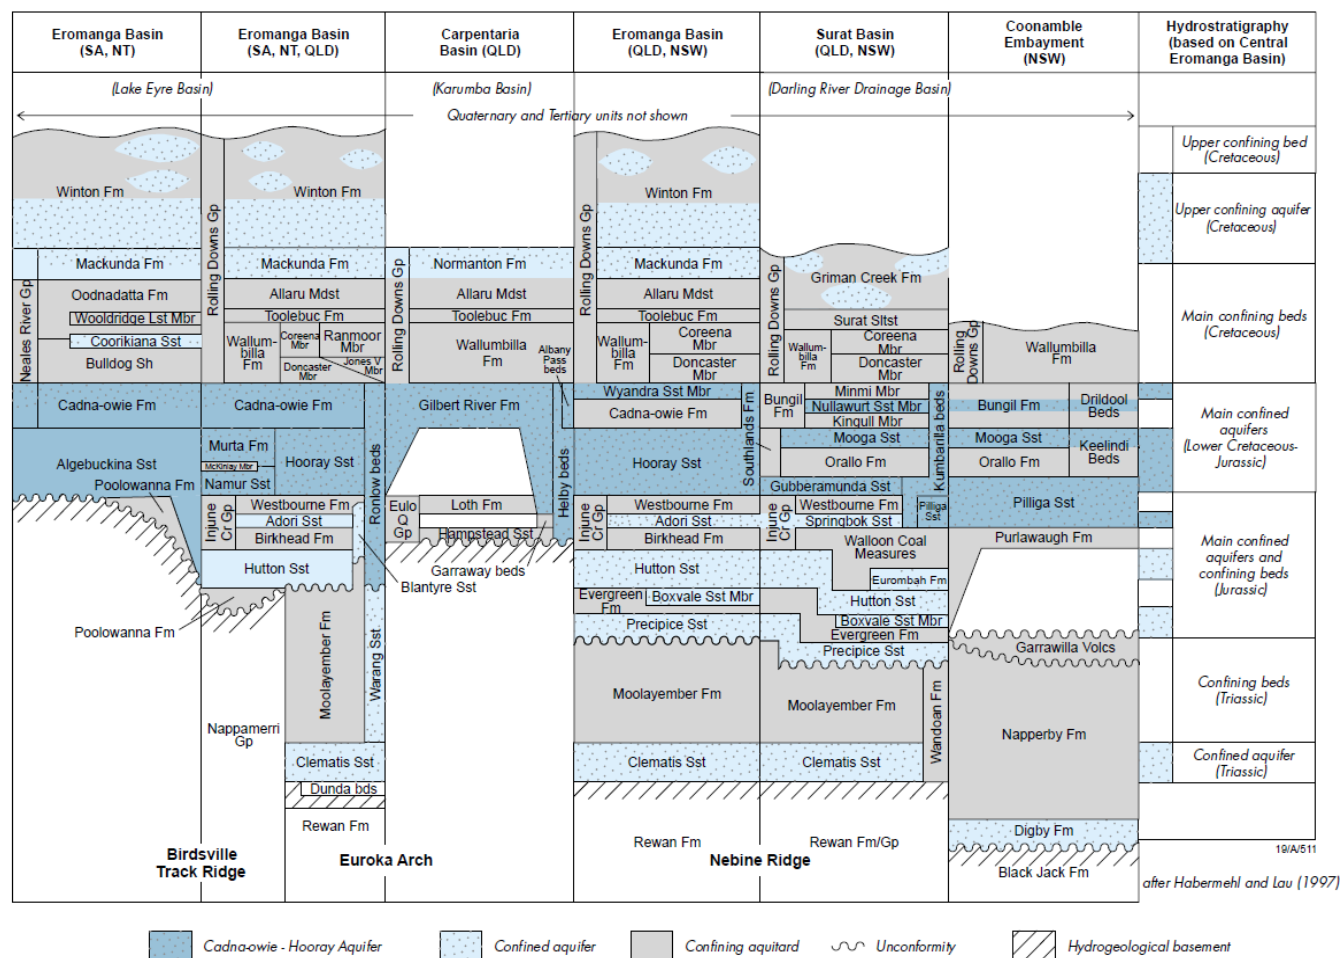 Eromanga Basin
(SA, NT)
Eromanga Basin
(SA, NT, QLD)
Carpentaria
Basin (QLD)
Eromanga Basin
(QLD, NSW)
Surat Basin
(QLD, NSW)
Coonamble
Embayment
(NSW)
Hydrostratigraphy
(based on Central
Eromanga Basin)
(Lake Eyre Basin)
(Karumba Basin)
(Darling River Drainage Basin)
Quaternary and Tertiary units not shown
Winton Fm
Mackunda Fm
Neales River Gp
Oodnadatta Fm
Wooldridge Lst Mbr
Coorikiana Sst
Bulldog Sh
Cadna-owie Fm
Algebuckina Sst
Poolowanna Fm
Rolling Downs Gp
Winton Fm
Mackunda Fm
Allaru Mdst
Toolebuc Fm
Wallum-
billa
Fm
Coreena
Mbr
Ranmoor
Mbr
Doncaster
Mbr
Jones V
Mbr
Cadna-owie Fm
Murta Fm
McKinlay Mbr
Namur Sst
Hooray Sst
Ronlow beds
Injune
Cr Gp
Westbourne Fm
Adori Sst
Birkhead Fm
Hutton Sst
Blantyre Sst
Poolowanna Fm
Moolayember Fm
Warang Sst
Nappamerri
Gp
Clematis Sst
Dunda bds
Rewan Fm
Rolling Downs Gp
Normanton Fm
Allaru Mdst
Toolebuc Fm
Wallumbilla
Fm
Albany
Pass
beds
Gilbert River Fm
Helby beds
Eulo
Q
Gp
Loth Fm
Hampstead Sst
Garraway beds
Rolling Downs Gp
Winton Fm
Mackunda Fm
Allaru Mdst
Toolebuc Fm
Wallum-
billa
Fm
Coreena
Mbr
Doncaster
Mbr
Wyandra Sst Mbr
Cadna-owie Fm
Southlands Fm
Hooray Sst
Injune
Cr Gp
Westbourne Fm
Adori Sst
Birkhead Fm
Hutton Sst
Evergreen
Fm
Boxvale Sst Mbr
Precipice Sst
Moolayember Fm
Clematis Sst
Rewan Fm
Rolling Downs Gp
Griman Creek Fm
Surat Sltst
Wallum-
billa
Fm
Coreena
Mbr
Doncaster
Mbr
Bungil
Fm
Minmi Mbr
Nullawurt Sst Mbr
Kingull Mbr
Kumbarilla beds
Mooga Sst
Orallo Fm
Gubberamunda Sst
Injune
Cr Gp
Westbourne Fm
Springbok Sst
Pilliga
Sst
Walloon Coal
Measures
Eurombah Fm
Hutton Sst
Boxvale Sst Mbr
Evergreen Fm
Precipice Sst
Moolayember Fm
Wandoan Fm
Clematis Sst
Rewan Fm/Gp
Rolling
Downs Gp
Wallumbilla
Fm
Bungil Fm
Drildool
Beds
Mooga Sst
Orallo Fm
Keelindi
Beds
Pilliga Sst
Purlawaugh Fm
Garrawilla Volcs
Napperby Fm
Digby Fm
Black Jack Fm
Upper confining bed
(Cretaceous)
Upper confining aquifer
(Cretaceous)
Main confining beds
(Cretaceous)
Main confined
aquifers
(Lower Cretaceous-
Jurassic)
Main confined
aquifers and
confining beds
(Jurassic)
Confining beds
(Triassic)
Confined aquifer
(Triassic)
Birdsville
Track Ridge
Euroka Arch
Nebine Ridge
19/A/511
after Habermehl and Lau (1997)
Cadna-owie - Hooray Aquifer
Confined aquifer
Confining aquitard
Unconformity
Hydrogeological basement